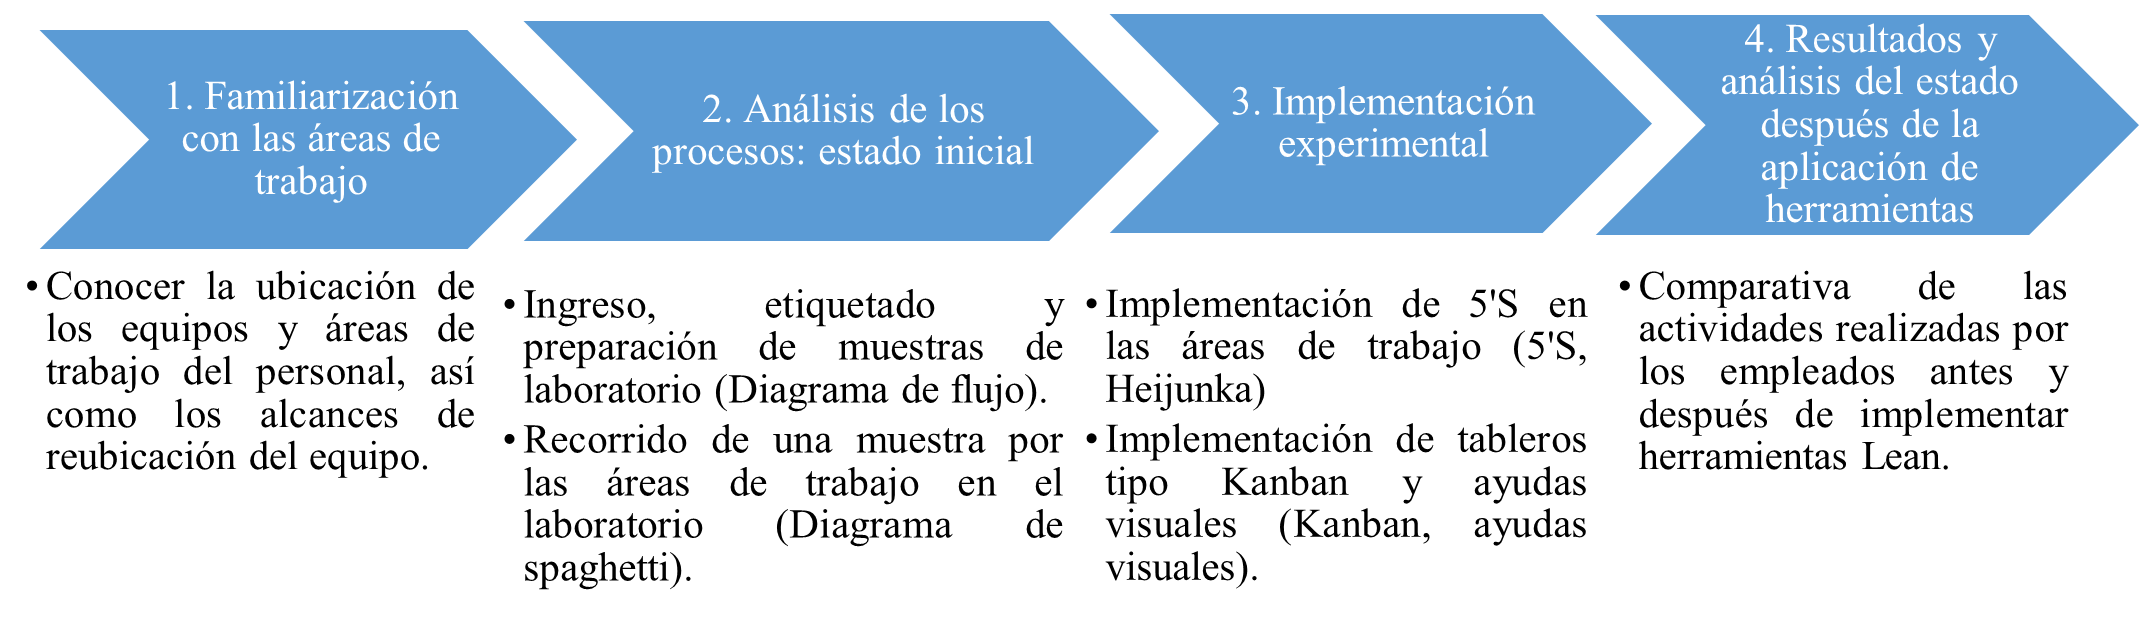 1. Familiarización
con las áreas de
trabajo
• Conocer la ubicación de
los equipos y áreas de
trabajo del personal, así
como los alcances de
reubicación del equipo.
2. Análisis de los
procesos: estado inicial
• Ingreso, etiquetado y
preparación de muestras de
laboratorio (Diagrama de flujo).
• Recorrido de una muestra por
las áreas de trabajo en el
laboratorio (Diagrama de
spaghetti).
3. Implementación
experimental
• Implementación de 5'S en
las áreas de trabajo (5'S,
Heijunka)
• Implementación de tableros
tipo Kanban y ayudas
visuales (Kanban, ayudas
visuales).
4. Resultados y
análisis del estado
después de la
aplicación de
herramientas
• Comparativa de las
actividades realizadas por
los empleados antes y
después de implementar
herramientas Lean.